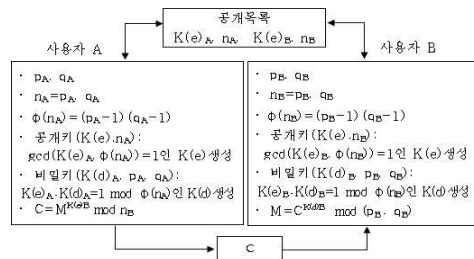 공개목록
K(e)A. nA, K(e)B. nB
사용자 A
· pA. qA
· nA=pA. qA
· Φ(nA)=(pA-1)(qA-1)
· 공개키(K(e).nA):
gcd(K(e)A. Φ(nA))=1인 K(e)생성
· 비밀키(K(d)A. pA. qA):
K(e)A.K(d)A=1 mod Φ(nA)인 K(d)생성
· C=M^K(e)B mod nB
사용자 B
· pB. qB
· nB=pB. qB
· Φ(nB)=(pB-1)(qB-1)
· 공개키(K(e).nB):
gcd(K(e)B. Φ(nB))=1인 K(e)생성
· 비밀키(K(d)B. pB. qB):
K(e)B.K(d)B=1 mod Φ(nB)인 K(d)생성
· M=C^K(d)B mod (pB. qB)
C